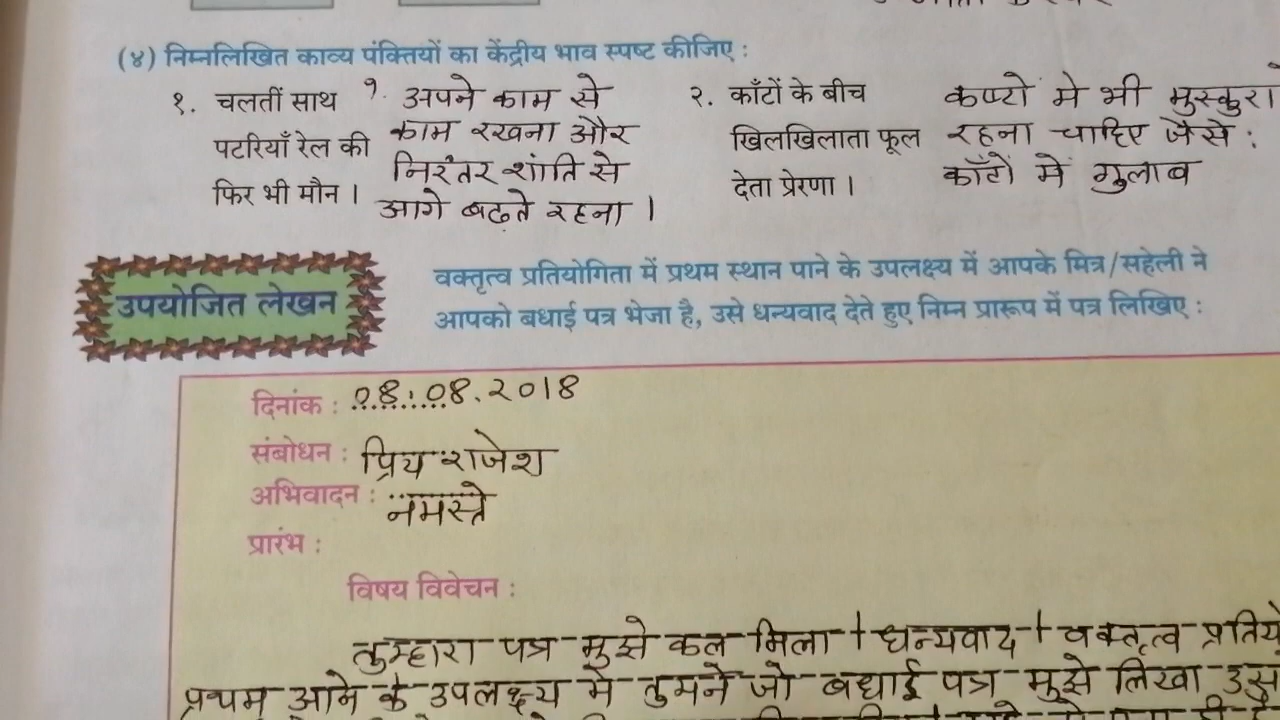 (४) निम्नलिखित काव्य पंक्तियों का केंद्रीय भाव स्पष्ट कीजिए :
१. चलतीं साथ
पटरियाँ रेल की
फिर भी मौन ।
१. अपने काम से
काम रखना और
निरंतर शांति से
आगे बढ़ते रहना ।
२. काँटों के बीच
खिलखिलाता फूल
देता प्रेरणा ।
कष्टो मे भी मुस्कुरा
रहना चाहिए जैसे :
काँटों में गुलाब
उपयोजित लेखन
वक्तृत्व प्रतियोगिता में प्रथम स्थान पाने के उपलक्ष्य में आपके मित्र/सहेली ने
आपको बधाई पत्र भेजा है, उसे धन्यवाद देते हुए निम्न प्रारूप में पत्र लिखिए :
दिनांक : 08.08.2018
संबोधन : प्रिय राजेश
अभिवादन : नमस्ते
प्रारंभ :
विषय विवेचन :
तुम्हारा पत्र मुझे कल मिला । धन्यवाद । वक्तृत्व
प्रथम आने के उपलक्ष्य में तुमने जो बधाई पत्र मुझे लिखा